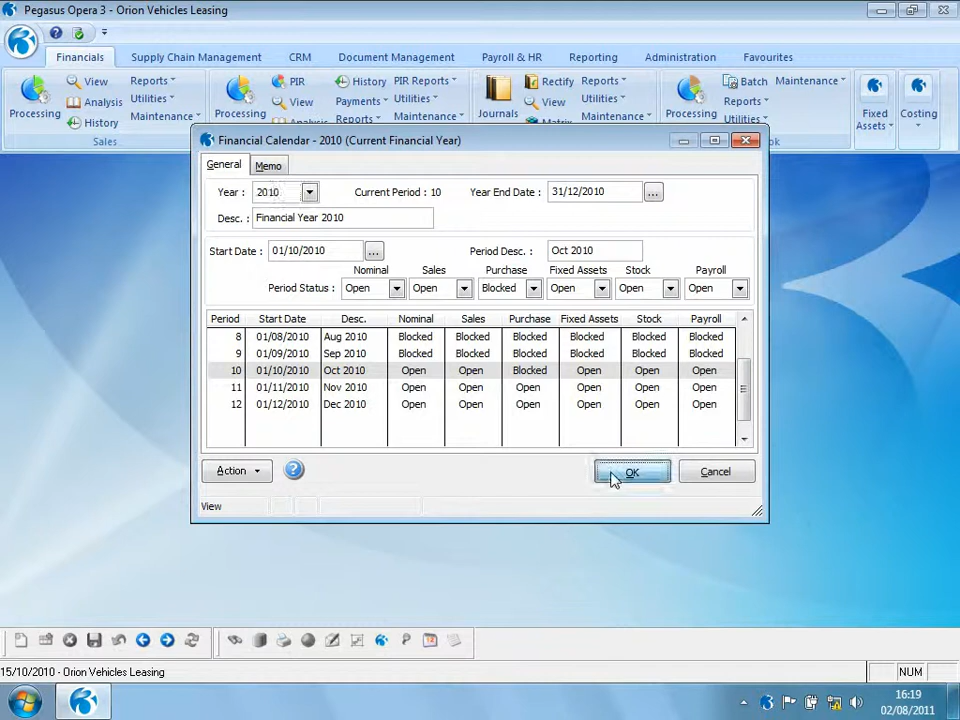 Pegasus Opera 3 - Orion Vehicles Leasing
Financials Supply Chain Management CRM Document Management Payroll & HR Reporting Administration Favourites
View Reports PIR History PIR Reports Rectify Reports Batch Maintenance
Processing Analysis Utilities Processing View Payments Utilities Journals View Utilities Processing Reports Fixed Costing
History Maintenance Maintenance Maintenance Utilities Assets
Sales
Financial Calendar - 2010 (Current Financial Year)
General Memo
Year : 2010 Current Period : 10 Year End Date : 31/12/2010 ...
Desc. : Financial Year 2010
Start Date : 01/10/2010 ... Period Desc. : Oct 2010
Nominal Sales Purchase Fixed Assets Stock Payroll
Period Status : Open Open Blocked Open Open Open
Period Start Date Desc. Nominal Sales Purchase Fixed Assets Stock Payroll
8 01/08/2010 Aug 2010 Blocked Blocked Blocked Blocked Blocked Blocked
9 01/09/2010 Sep 2010 Blocked Blocked Blocked Blocked Blocked Blocked
10 01/10/2010 Oct 2010 Open Open Blocked Open Open Open
11 01/11/2010 Nov 2010 Open Open Open Open Open Open
12 01/12/2010 Dec 2010 Open Open Open Open Open Open
Action OK Cancel
View
15/10/2010 - Orion Vehicles Leasing NUM
16:19
02/08/2011